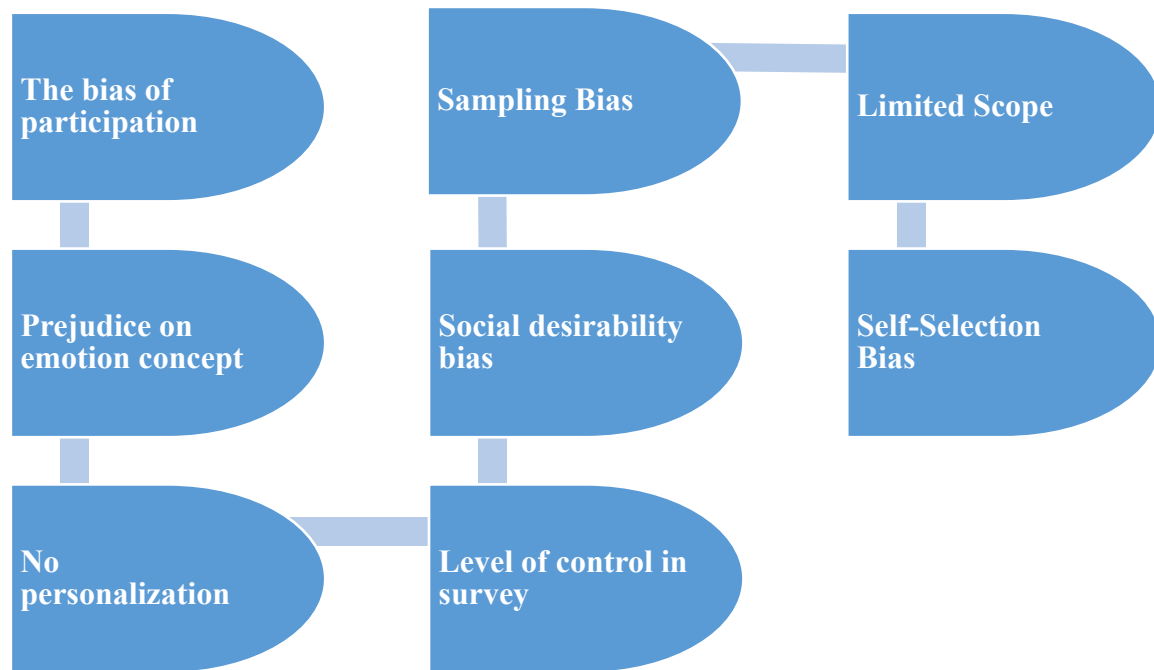 The bias of
participation
Prejudice on
emotion concept
No
personalization
Level of control in
survey
Social desirability
bias
Sampling Bias
Limited Scope
Self-Selection
Bias